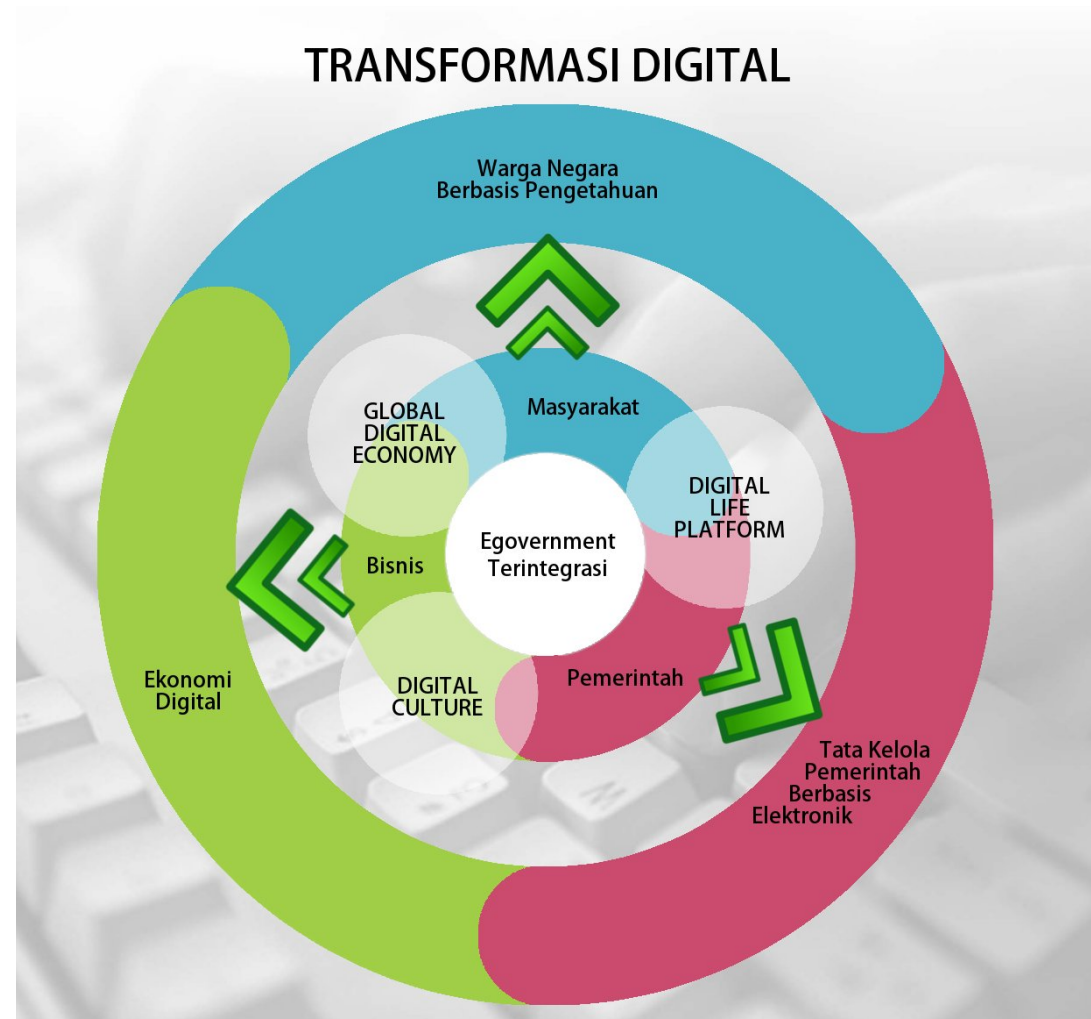 TRANSFORMASI DIGITAL
Warga Negara
Berbasis Pengetahuan
Masyarakat
GLOBAL
DIGITAL
ECONOMY
DIGITAL
LIFE
PLATFORM
Egovernment
Terintegrasi
Bisnis
Ekonomi
Digital
DIGITAL
CULTURE
Pemerintah
Tata Kelola
Pemerintah
Berbasis
Elektronik